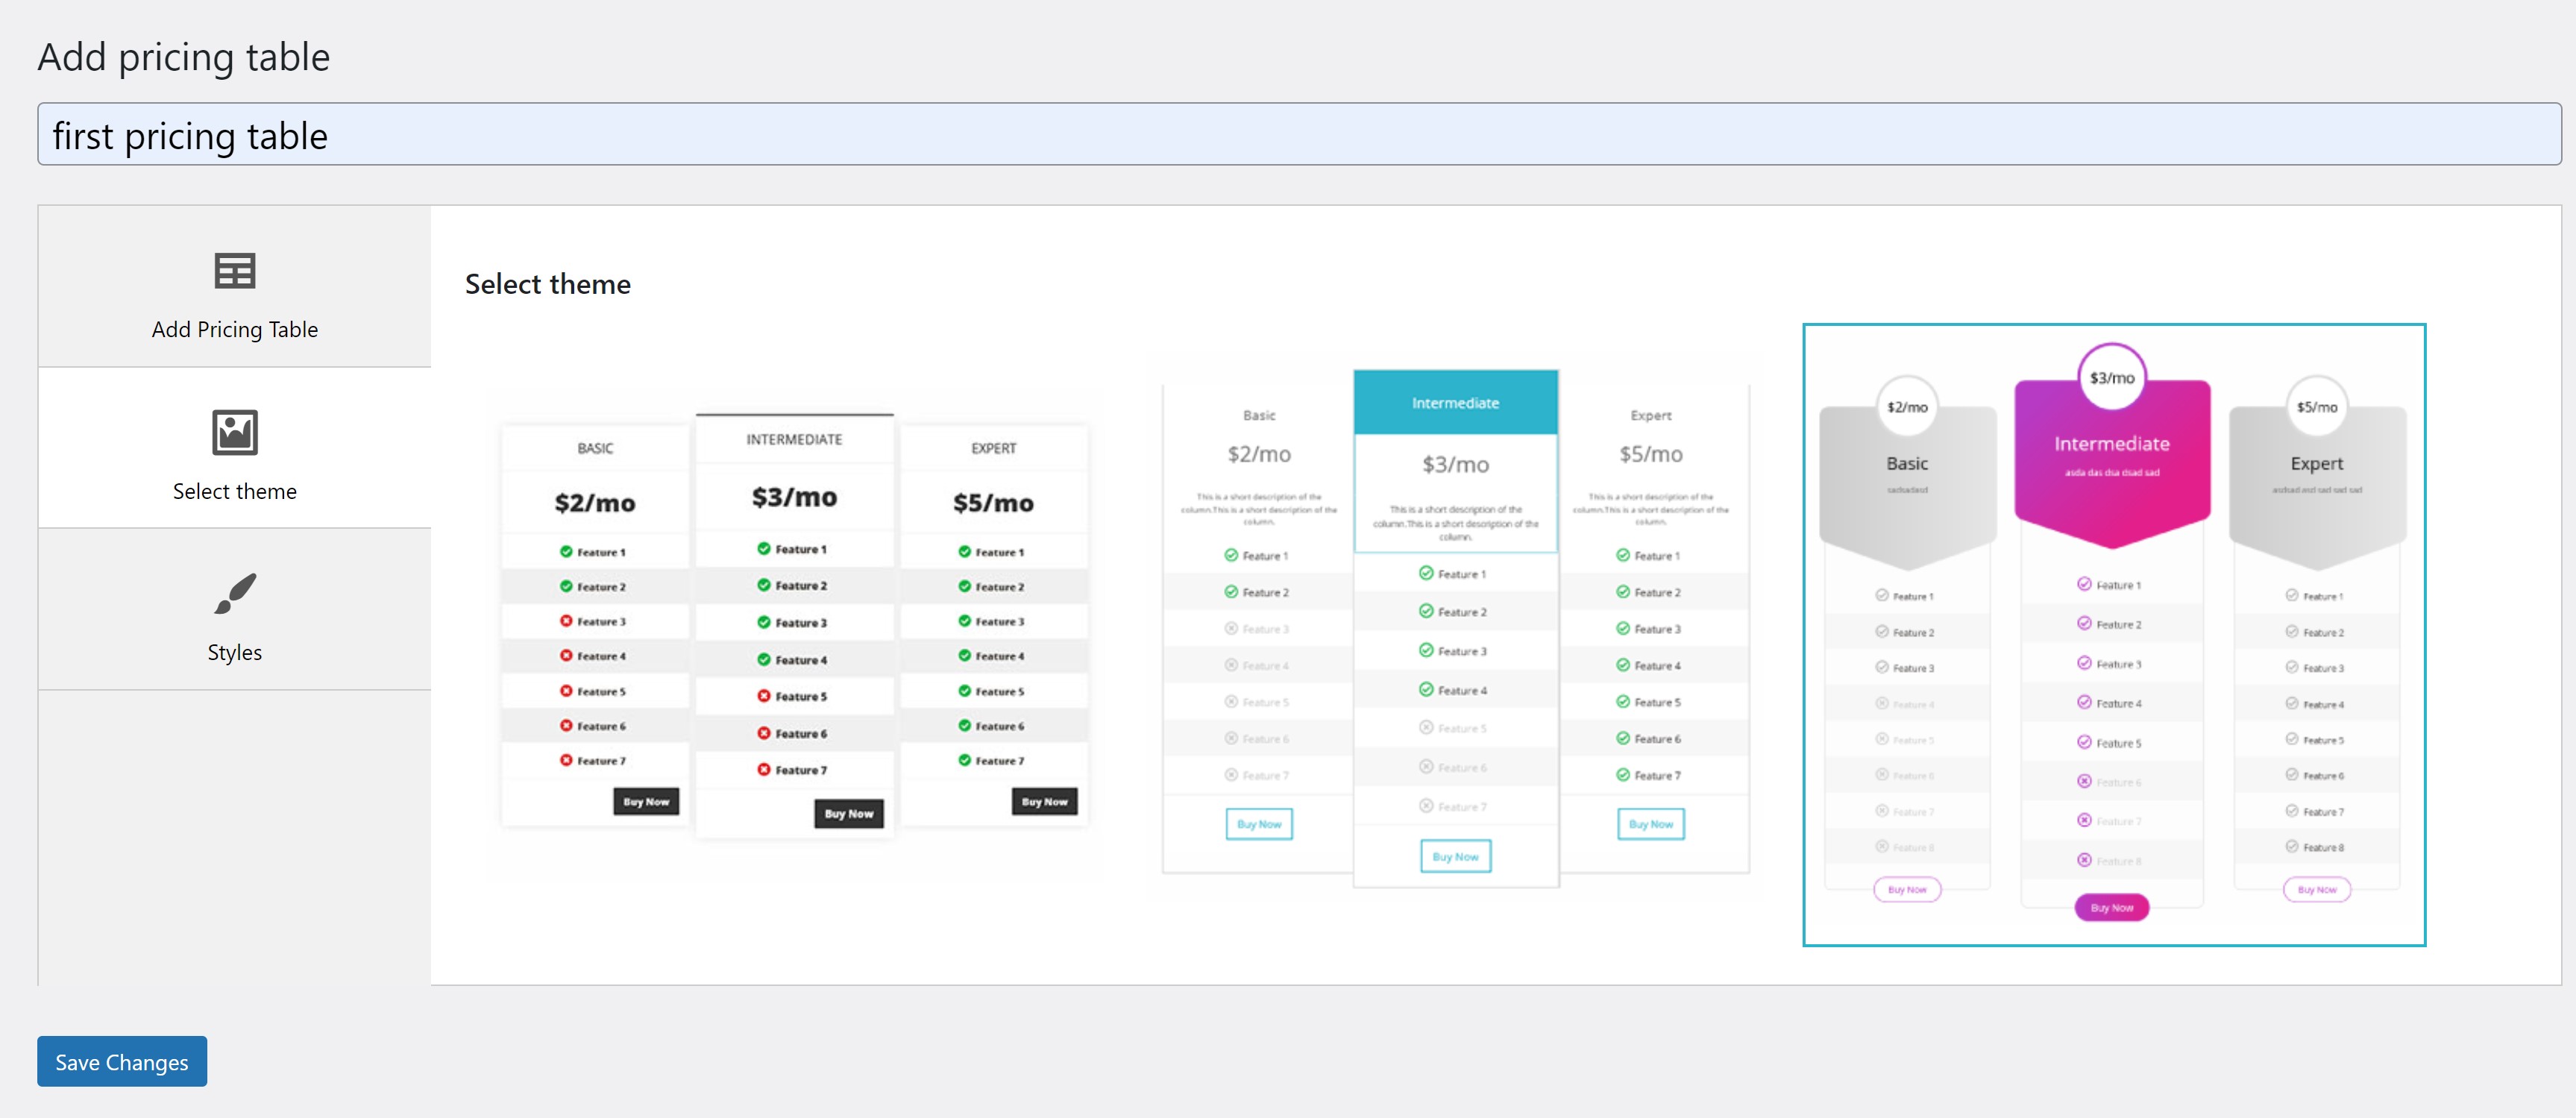 Add pricing table
first pricing table
Add Pricing Table
Select theme
Styles
Select theme
BASIC
$2/mo
Feature 1
Feature 2
Feature 3
Feature 4
Feature 5
Feature 6
Feature 7
Buy Now
INTERMEDIATE
$3/mo
Feature 1
Feature 2
Feature 3
Feature 4
Feature 5
Feature 6
Feature 7
Buy Now
EXPERT
$5/mo
Feature 1
Feature 2
Feature 3
Feature 4
Feature 5
Feature 6
Feature 7
Buy Now
Basic
$2/mo
This is a short description of the
column.This is a short description of the
column.
Feature 1
Feature 2
Feature 3
Feature 4
Feature 5
Feature 6
Feature 7
Buy Now
Intermediate
$3/mo
This is a short description of the
column.This is a short description of the
column.
Feature 1
Feature 2
Feature 3
Feature 4
Feature 5
Feature 6
Feature 7
Buy Now
Expert
$5/mo
This is a short description of the
column.This is a short description of the
column.
Feature 1
Feature 2
Feature 3
Feature 4
Feature 5
Feature 6
Feature 7
Buy Now
$2/mo
Basic
Feature 1
Feature 2
Feature 3
Feature 4
Feature 5
Feature 6
Feature 7
Feature 8
Buy Now
$3/mo
Intermediate
asda das dsa dsad sad
Feature 1
Feature 2
Feature 3
Feature 4
Feature 5
Feature 6
Feature 7
Feature 8
Buy Now
$5/mo
Expert
Feature 1
Feature 2
Feature 3
Feature 4
Feature 5
Feature 6
Feature 7
Feature 8
Buy Now
Save Changes